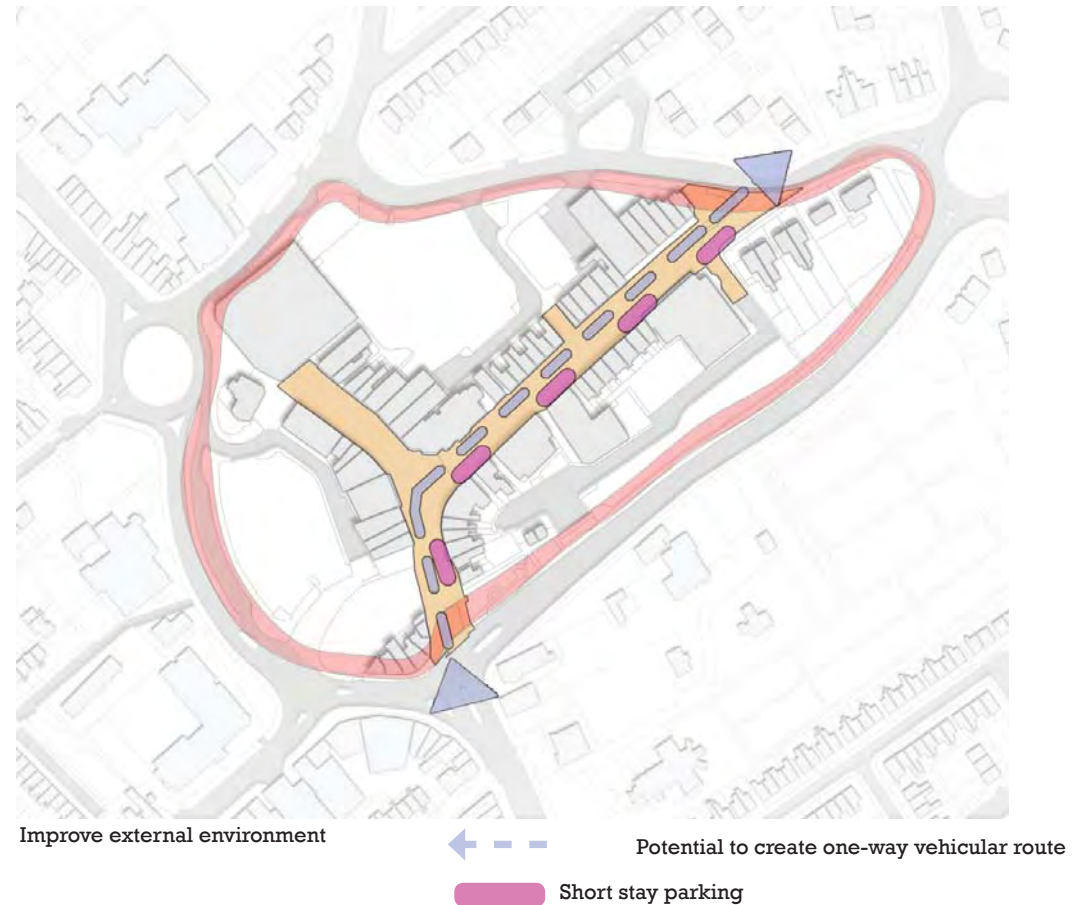 Improve external environment
Potential to create one-way vehicular route
Short stay parking